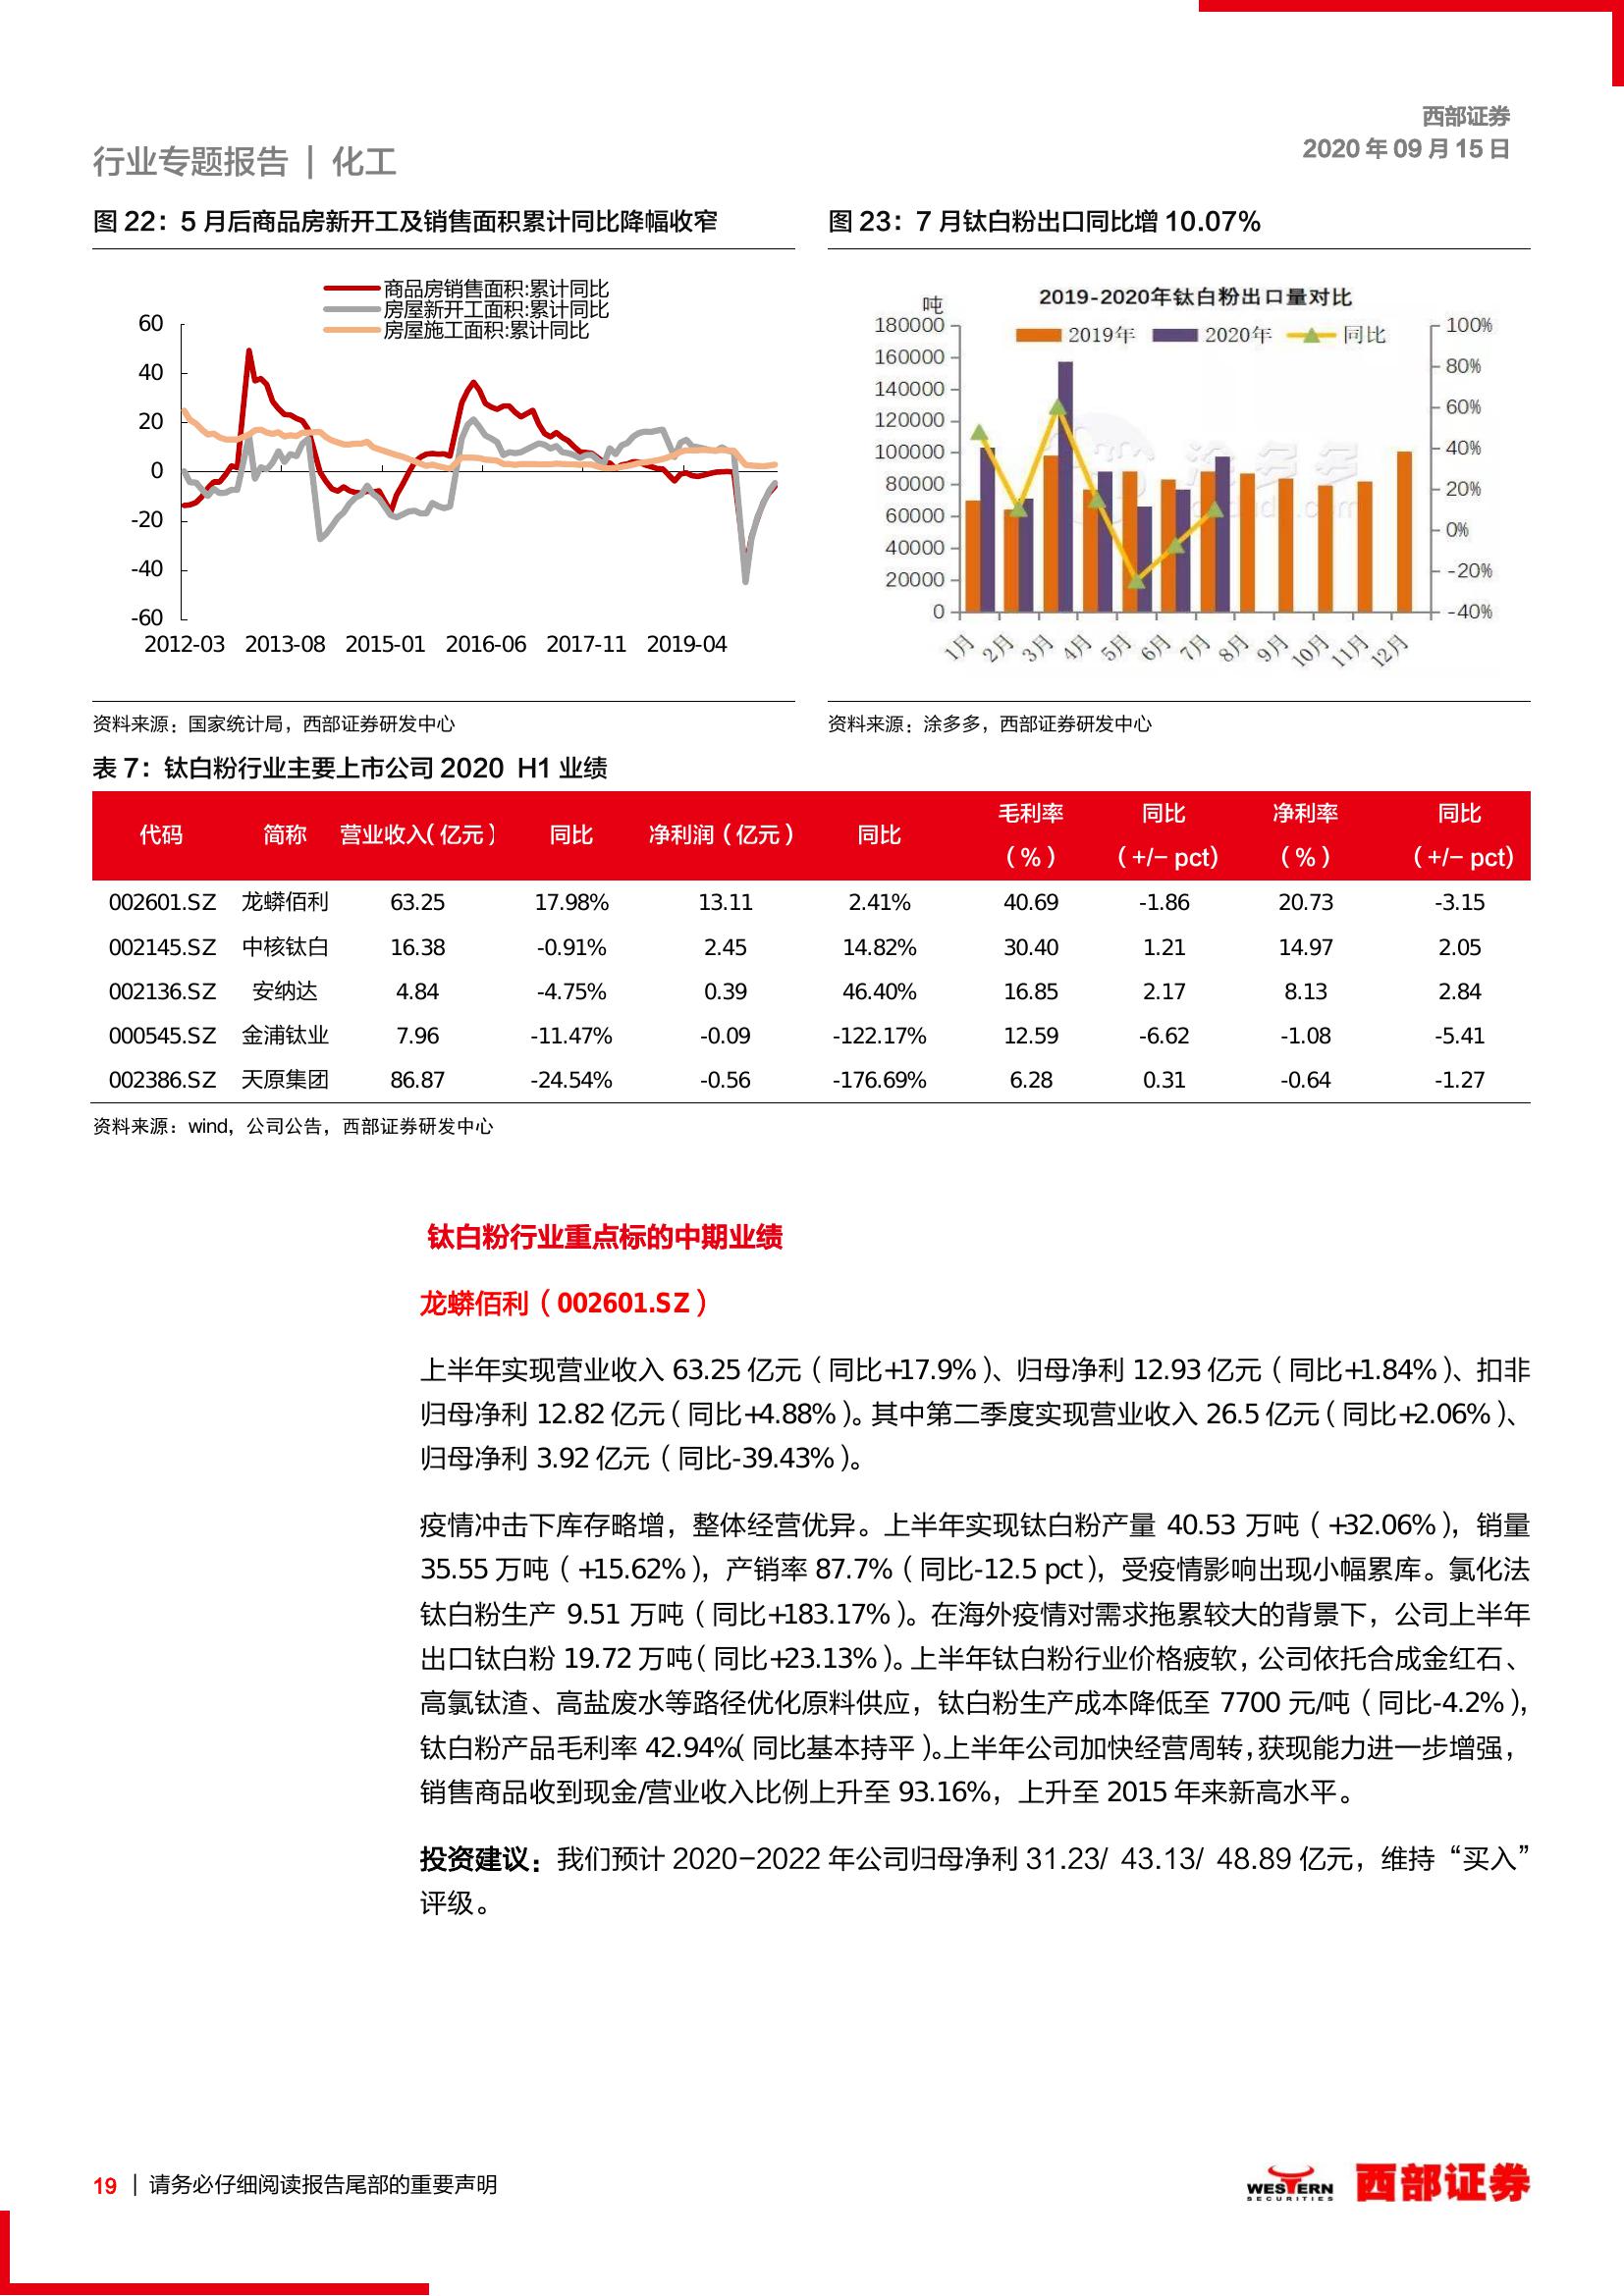 西部证券
2020 年 09 月 15 日
行业专题报告 | 化工
图 22：5 月后商品房新开工及销售面积累计同比降幅收窄
商品房销售面积:累计同比
房屋新开工面积:累计同比
房屋施工面积:累计同比
60
40
20
0
-20
-40
-60
2012-03 2013-08 2015-01 2016-06 2017-11 2019-04
资料来源：国家统计局，西部证券研发中心
图 23：7 月钛白粉出口同比增 10.07%
2019-2020年钛白粉出口量对比
吨
2019年 2020年 同比
180000
160000
140000
120000
100000
80000
60000
40000
20000
0
100%
80%
60%
40%
20%
0%
-20%
-40%
1月 2月 3月 4月 5月 6月 7月 8月 9月 10月 11月 12月
资料来源：涂多多，西部证券研发中心
表 7：钛白粉行业主要上市公司 2020 H1 业绩
代码 简称 营业收入（亿元） 同比 净利润（亿元） 同比 毛利率（%） 同比（+/- pct） 净利率（%） 同比（+/- pct）
002601.SZ 龙蟒佰利 63.25 17.98% 13.11 2.41% 40.69 -1.86 20.73 -3.15
002145.SZ 中核钛白 16.38 -0.91% 2.45 14.82% 30.40 1.21 14.97 2.05
002136.SZ 安纳达 4.84 -4.75% 0.39 46.40% 16.85 2.17 8.13 2.84
000545.SZ 金浦钛业 7.96 -11.47% -0.09 -122.17% 12.59 -6.62 -1.08 -5.41
002386.SZ 天原集团 86.87 -24.54% -0.56 -176.69% 6.28 0.31 -0.64 -1.27
资料来源：wind，公司公告，西部证券研发中心
钛白粉行业重点标的中期业绩
龙蟒佰利（002601.SZ）
上半年实现营业收入 63.25 亿元（同比+17.9%）、归母净利 12.93 亿元（同比+1.84%）、扣非
归母净利 12.82 亿元（同比+4.88%）。其中第二季度实现营业收入 26.5 亿元（同比+2.06%）、
归母净利 3.92 亿元（同比-39.43%）。
疫情冲击下库存略增，整体经营优异。上半年实现钛白粉产量 40.53 万吨（+32.06%），销量
35.55 万吨（+15.62%），产销率 87.7%（同比-12.5 pct），受疫情影响出现小幅累库。氯化法
钛白粉生产 9.51 万吨（同比+183.17%）。在海外疫情对需求拖累较大的背景下，公司上半年
出口钛白粉 19.72 万吨（同比+23.13%）。上半年钛白粉行业价格疲软，公司依托合成金红石、
高氯钛渣、高盐废水等路径优化原料供应，钛白粉生产成本降低至 7700 元/吨（同比-4.2%），
钛白粉产品毛利率 42.94%（同比基本持平）。上半年公司加快经营周转，获现能力进一步增强，
销售商品收到现金/营业收入比例上升至 93.16%，上升至 2015 年来新高水平。
投资建议：我们预计 2020-2022 年公司归母净利 31.23/ 43.13/ 48.89 亿元，维持“买入”
评级。
19 | 请务必仔细阅读报告尾部的重要声明
WESTERN
SECURITIES
西部证券